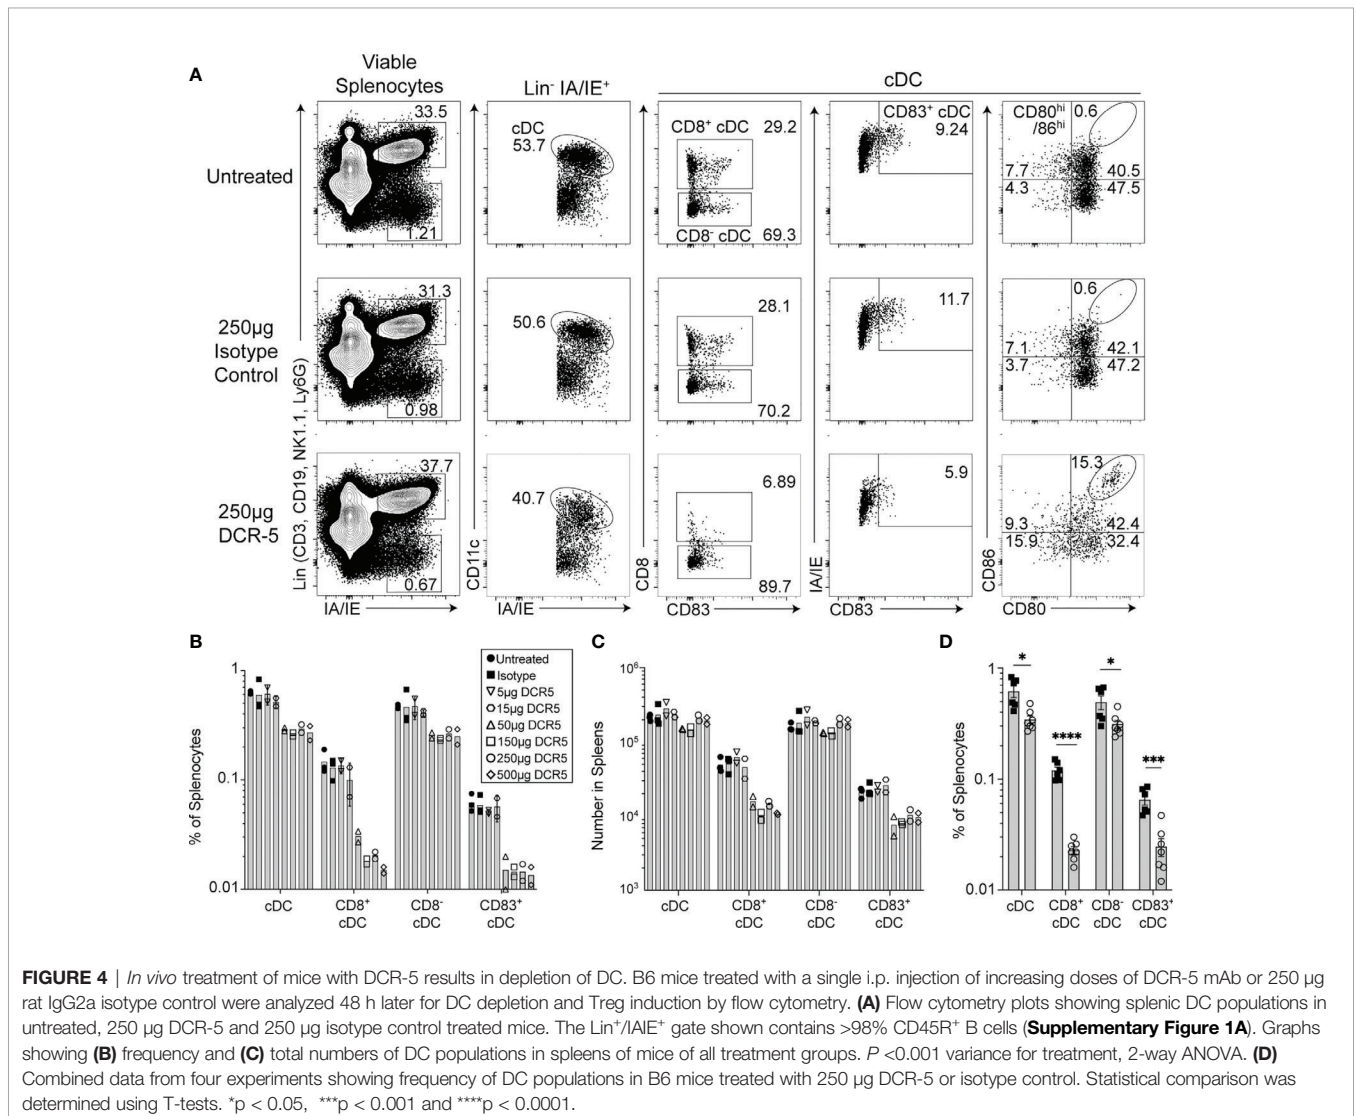 A
Viable
Splenocytes
Lin⁻ IA/IE⁺
cDC
Untreated
33.5
1.21
cDC
53.7
CD8⁺ cDC
29.2
CD8⁻ cDC
69.3
CD83⁺ cDC
9.24
CD80ʰⁱ
/86ʰⁱ
0.6
7.7
40.5
4.3
47.5
250µg
Isotype
Control
31.3
0.98
50.6
28.1
70.2
11.7
0.6
7.1
42.1
3.7
47.2
250µg
DCR-5
37.7
0.67
40.7
6.89
89.7
5.9
15.3
9.3
42.4
15.9
32.4
Lin (CD3, CD19, NK1.1, Ly6G)
CD11c
CD8
IA/IE
CD86
IA/IE
IA/IE
CD83
CD83
CD80
B
% of Splenocytes
1
0.1
0.01
cDC
CD8⁺
cDC
CD8⁻
cDC
CD83⁺
cDC
Untreated
Isotype
5µg DCR5
15µg DCR5
50µg DCR5
150µg DCR5
250µg DCR5
500µg DCR5
C
Number in Spleens
10⁶
10⁵
10⁴
10³
cDC
CD8⁺
cDC
CD8⁻
cDC
CD83⁺
cDC
D
% of Splenocytes
1
0.1
0.01
*
****
*
***
cDC
CD8⁺
cDC
CD8⁻
cDC
CD83⁺
cDC
FIGURE 4 | In vivo treatment of mice with DCR-5 results in depletion of DC. B6 mice treated with a single i.p. injection of increasing doses of DCR-5 mAb or 250 µg
rat IgG2a isotype control were analyzed 48 h later for DC depletion and Treg induction by flow cytometry. (A) Flow cytometry plots showing splenic DC populations in
untreated, 250 µg DCR-5 and 250 µg isotype control treated mice. The Lin⁺/IAIE⁺ gate shown contains >98% CD45R⁺ B cells (Supplementary Figure 1A). Graphs
showing (B) frequency and (C) total numbers of DC populations in spleens of mice of all treatment groups. P <0.001 variance for treatment, 2-way ANOVA. (D)
Combined data from four experiments showing frequency of DC populations in B6 mice treated with 250 µg DCR-5 or isotype control. Statistical comparison was
determined using T-tests. *p < 0.05, ***p < 0.001 and ****p < 0.0001.